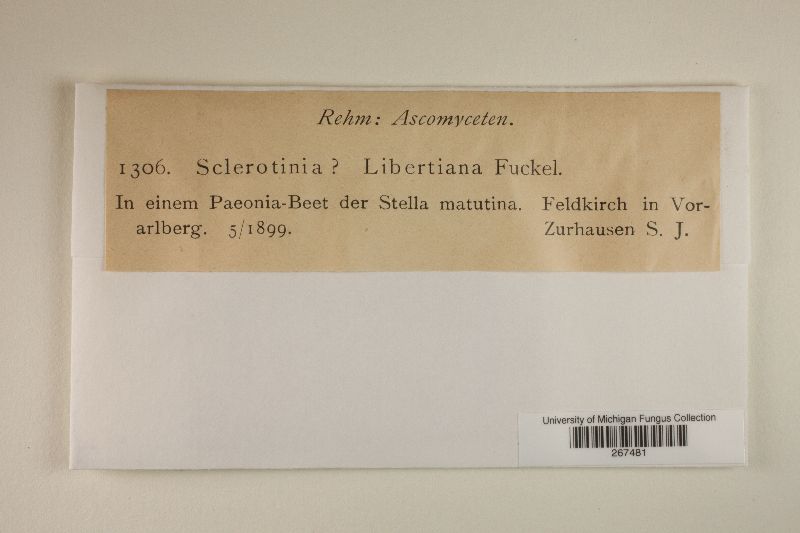 Rehm: Ascomyceten.
1306. Sclerotinia? Libertiana Fuckel.
In einem Paeonia-Beet der Stella matutina. Feldkirch in Vor-
arlberg. 5/1899. Zurhausen S. J.
University of Michigan Fungus Collection
267481